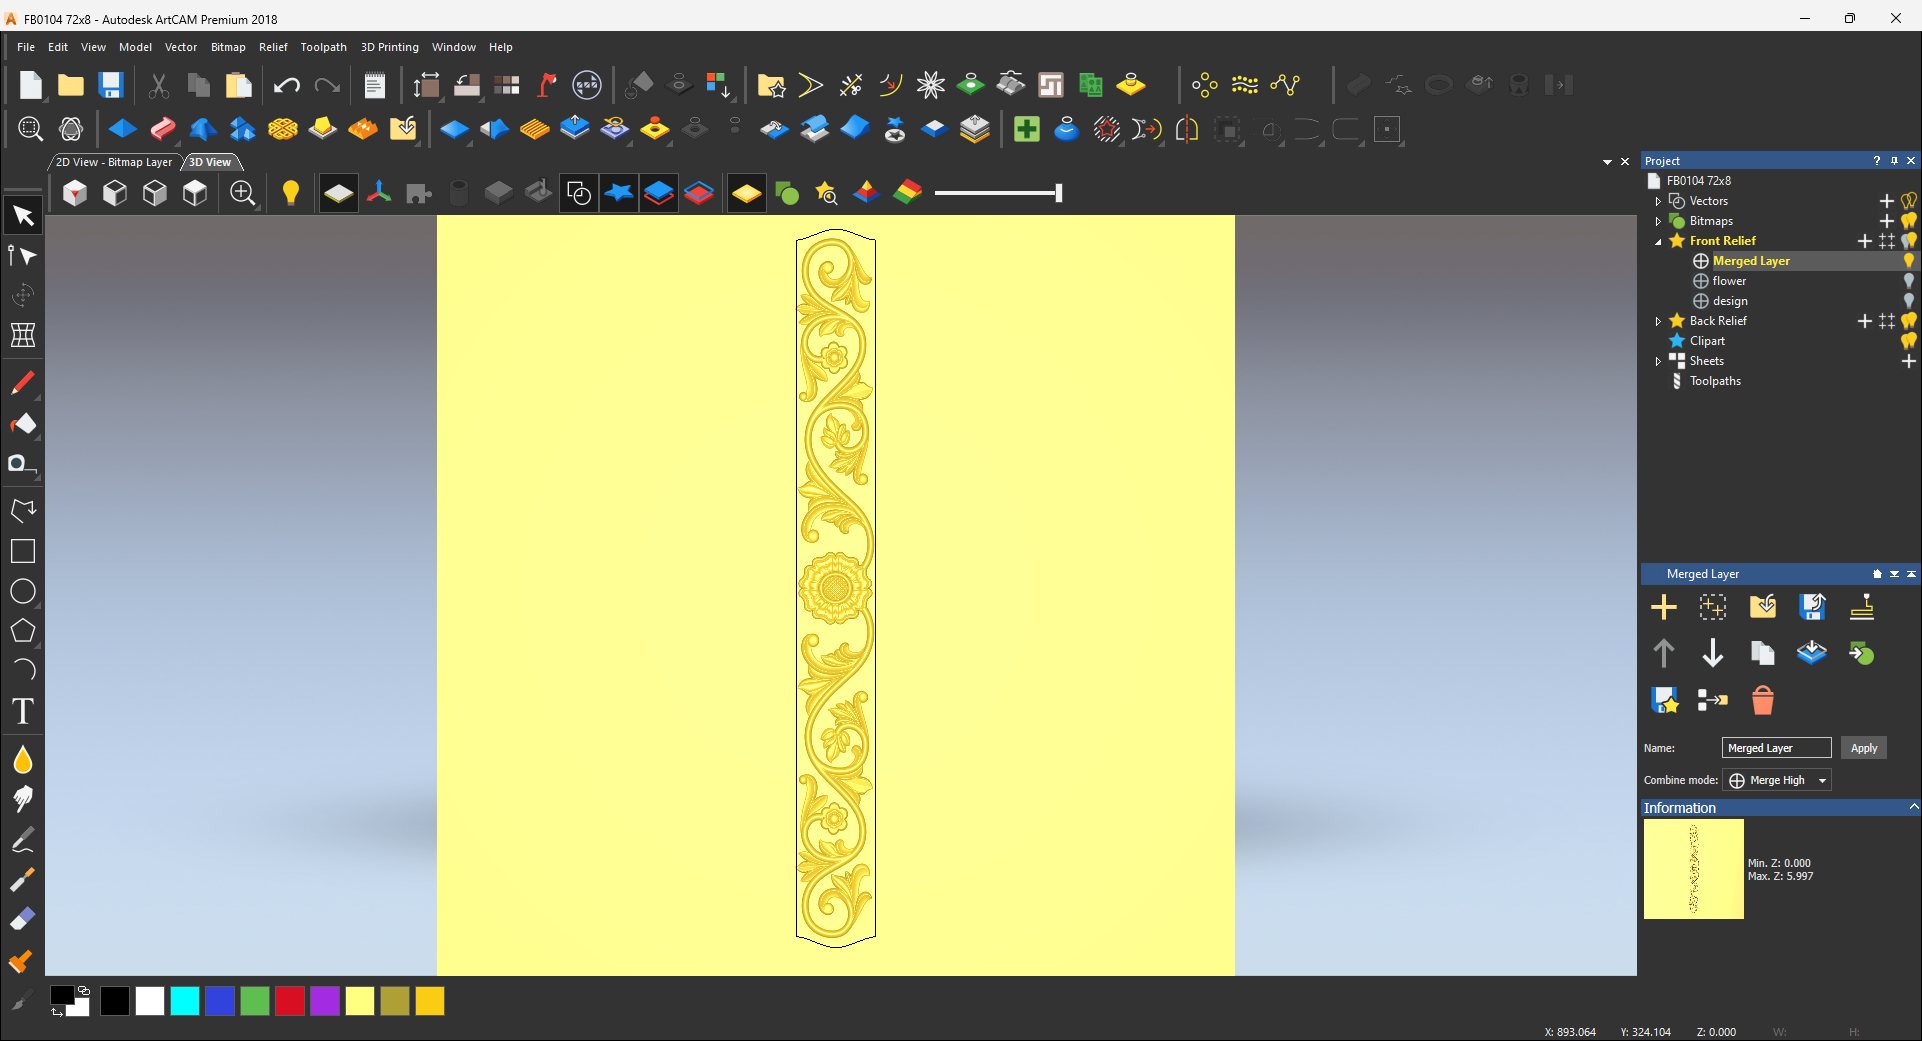 FB0104 72x8 - Autodesk ArtCAM Premium 2018
File Edit View Model Vector Bitmap Relief Toolpath 3D Printing Window Help
2D View - Bitmap Layer 3D View
Project
FB0104 72x8
Vectors
Bitmaps
Front Relief
Merged Layer
flower
design
Back Relief
Clipart
Sheets
Toolpaths
Merged Layer
Name: Merged Layer Apply
Combine mode: Merge High
Information
Min. Z: 0.000
Max. Z: 5.997
X: 893.064 Y: 324.104 Z: 0.000 W: H: